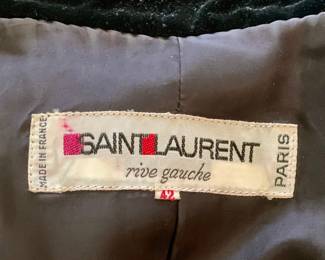 MADE IN FRANCE
SAINT LAURENT
rive gauche
PARIS
42